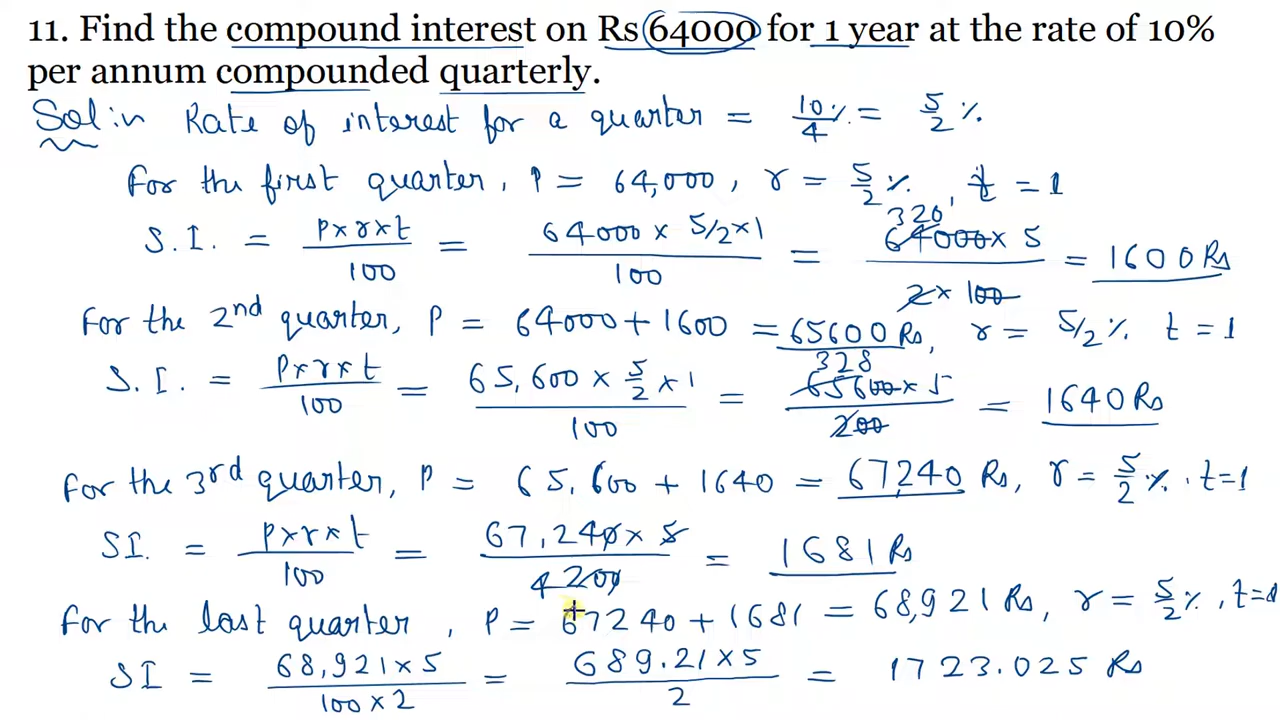 11. Find the compound interest on Rs 64000 for 1 year at the rate of 10%
per annum compounded quarterly.
Sol:n Rate of interest for a quarter = 10/4 % = 5/2 %
For the first quarter, P = 64,000, r = 5/2 %, t = 1
S.I. = P×r×t/100 = 64000 × 5/2 × 1/100 = 320 64000 × 5/2 × 100 = 1600 Rs
For the 2nd quarter, P = 64000 + 1600 = 65600 Rs, r = 5/2 % t = 1
S.I. = P×r×t/100 = 65,600 × 5/2 × 1/100 = 328 65600 × 5/200 = 1640 Rs
For the 3rd quarter, P = 65,600 + 1640 = 67,240 Rs, r = 5/2 %, t=1
SI. = P×r×t/100 = 67,240 × 5/4 200 = 1681 Rs
For the last quarter, P = 67240 + 1681 = 68,921 Rs, r = 5/2 %, t=1
SI = 68,921 × 5/100 × 2 = 689.21 × 5/2 = 1723.025 Rs